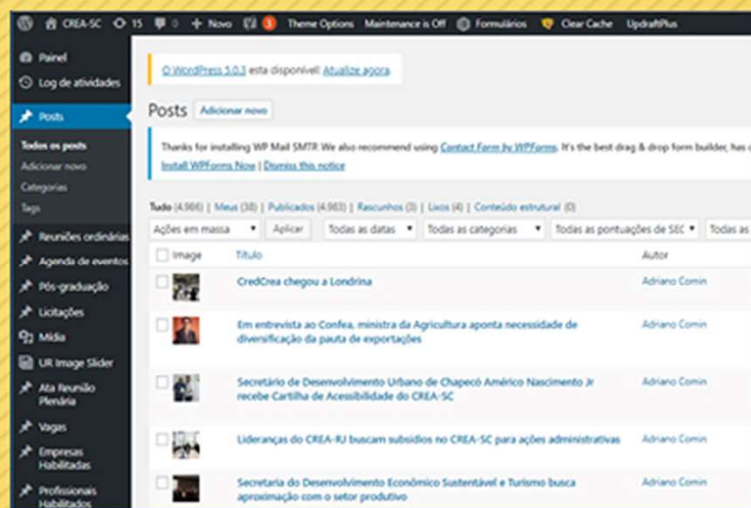 CREA-SC 15 0 + Novo 3 Theme Options Maintenance is Off Formulários Clear Cache UpdraftPlus
Painel
Log de atividades
Posts
Todos os posts
Adicionar novo
Categorias
Tags
Reuniões ordinárias
Agenda de eventos
Pós-graduação
Licitações
Mídia
UR Image Slider
Ata Reunião
Plenária
Vagas
Empresas
Habilitadas
Profissionais
Habilitados
O WordPress 5.0.3 esta disponível! Atualize agora.
Posts Adicionar novo
Thanks for installing WP Mail SMTP. We also recommend using Contact Form by WPForms. It's the best drag & drop form builder, has
Install WPForms Now | Dismiss this notice
Tudo (4.986) | Meus (38) | Publicados (4.983) | Rascunhos (3) | Lixos (4) | Conteúdo estrutural (0)
Ações em massa Aplicar Todas as datas Todas as categorias Todas as pontuações de SEC Todas as
Image Título Autor
CredCrea chegou a Londrina Adriano Comin
Em entrevista ao Confea, ministra da Agricultura aponta necessidade de Adriano Comin
diversificação da pauta de exportações
Secretário de Desenvolvimento Urbano de Chapecó Américo Nascimento Jr Adriano Comin
recebe Cartilha de Acessibilidade do CREA-SC
Lideranças do CREA-RJ buscam subsídios no CREA-SC para ações administrativas Adriano Comin
Secretaria do Desenvolvimento Econômico Sustentável e Turismo busca Adriano Comin
aproximação com o setor produtivo